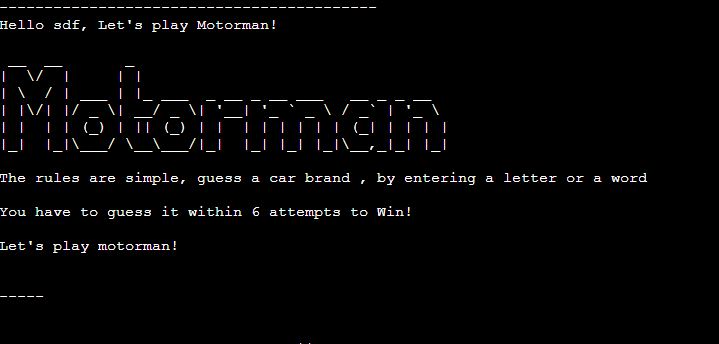 Hello sdf, Let's play Motorman!
Motorman
The rules are simple, guess a car brand , by entering a letter or a word
You have to guess it within 6 attempts to Win!
Let's play motorman!
-----